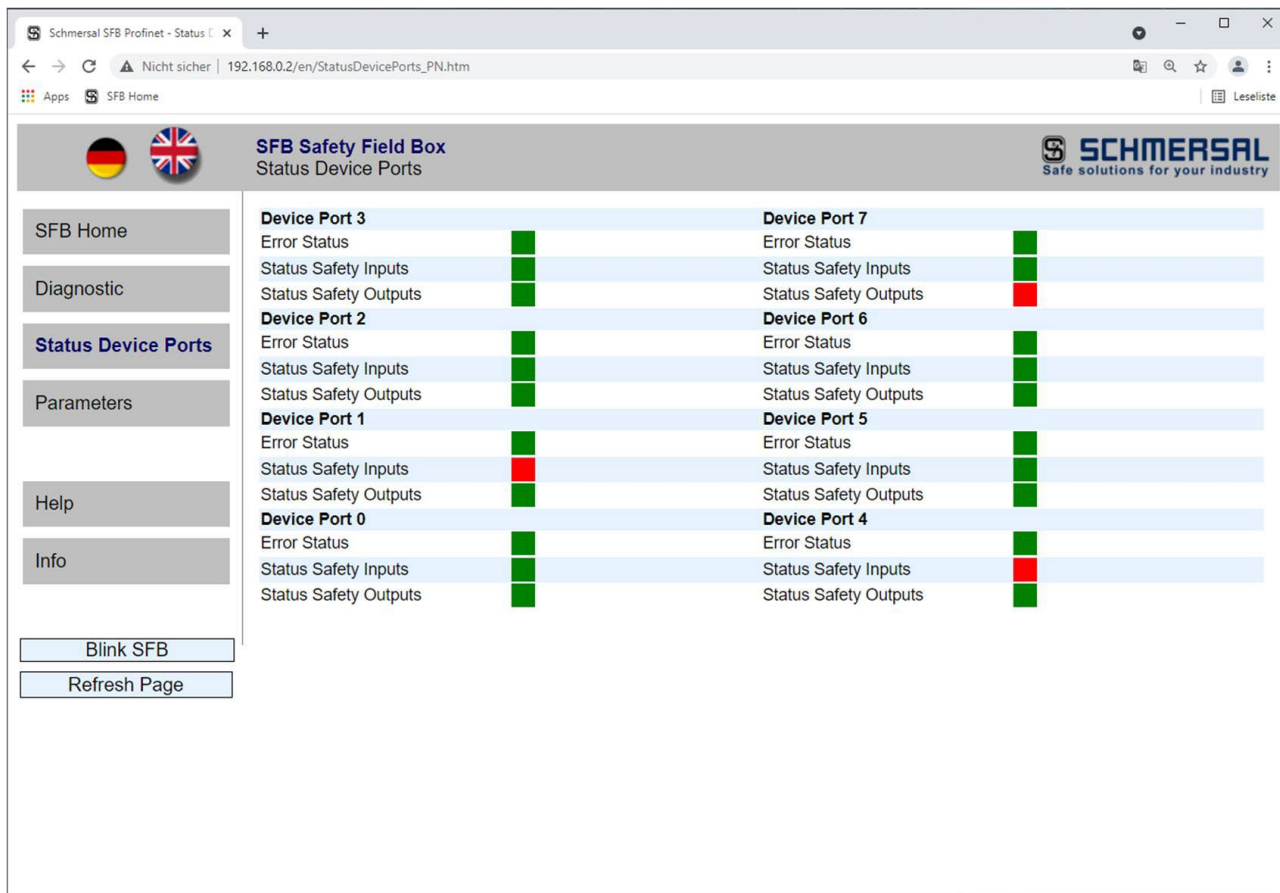 Schmersal SFB Profinet - Status
Nicht sicher | 192.168.0.2/en/StatusDevicePorts_PN.htm
Apps SFB Home Leseliste
SFB Safety Field Box
Status Device Ports
SCHMERSAL
Safe solutions for your industry
SFB Home
Diagnostic
Status Device Ports
Parameters
Help
Info
Blink SFB
Refresh Page
Device Port 3
Error Status
Status Safety Inputs
Status Safety Outputs
Device Port 2
Error Status
Status Safety Inputs
Status Safety Outputs
Device Port 1
Error Status
Status Safety Inputs
Status Safety Outputs
Device Port 0
Error Status
Status Safety Inputs
Status Safety Outputs
Device Port 7
Error Status
Status Safety Inputs
Status Safety Outputs
Device Port 6
Error Status
Status Safety Inputs
Status Safety Outputs
Device Port 5
Error Status
Status Safety Inputs
Status Safety Outputs
Device Port 4
Error Status
Status Safety Inputs
Status Safety Outputs